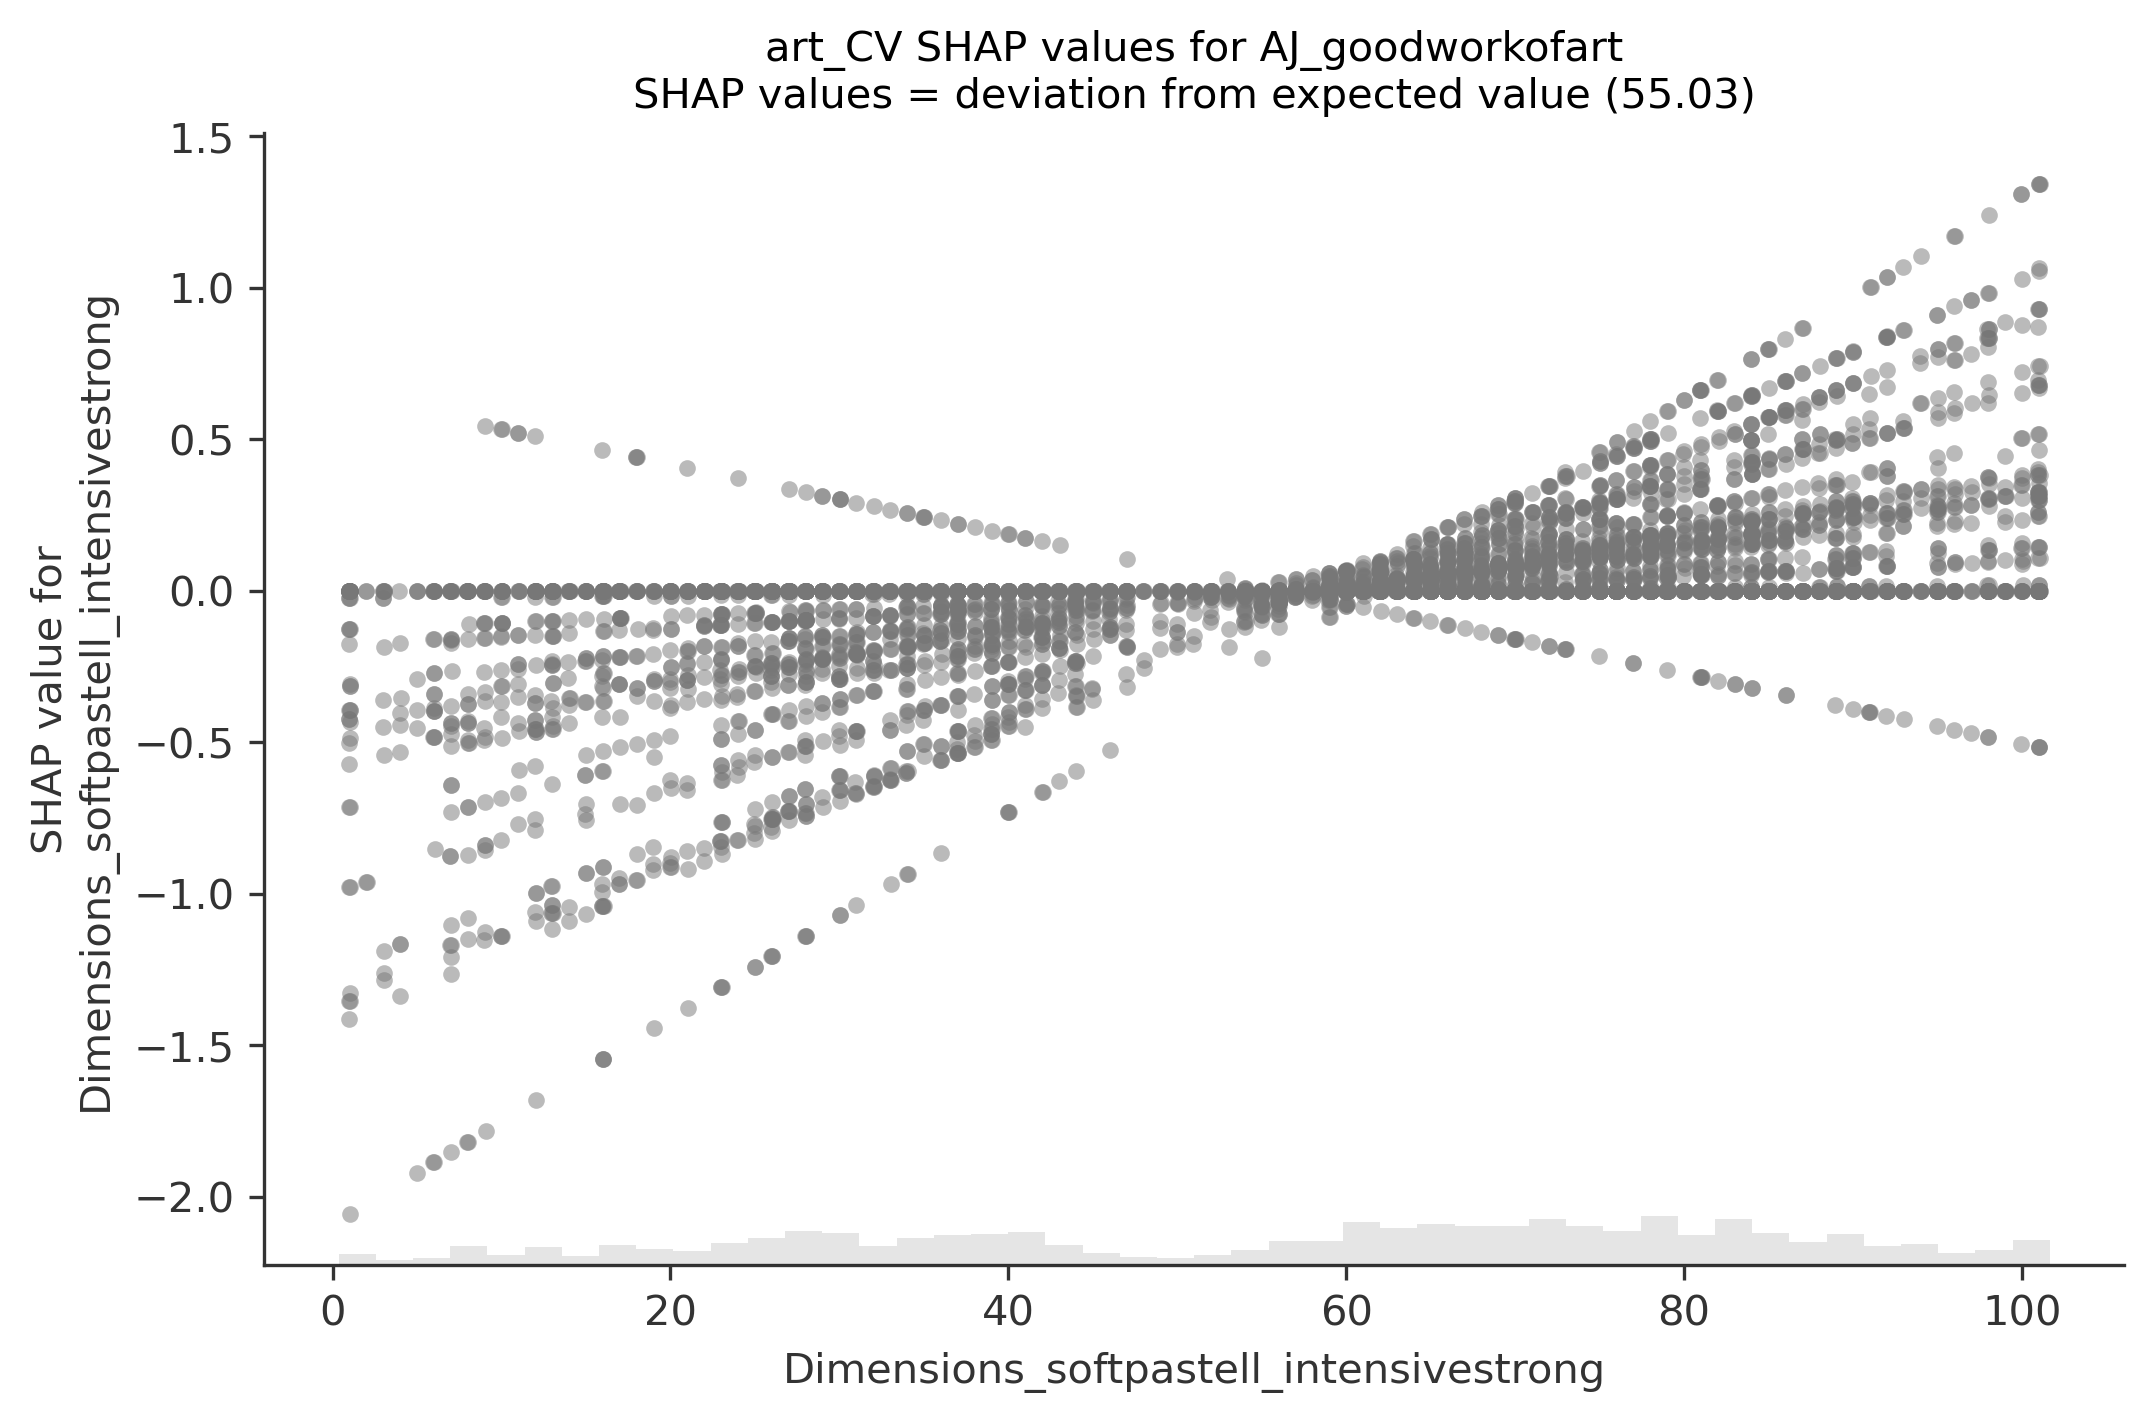 art_CV SHAP values for AJ_goodworkofart
SHAP values = deviation from expected value (55.03)
SHAP value for
Dimensions_softpastell_intensivestrong
1.5
1.0
0.5
0.0
−0.5
−1.0
−1.5
−2.0
0
20
40
60
80
100
Dimensions_softpastell_intensivestrong